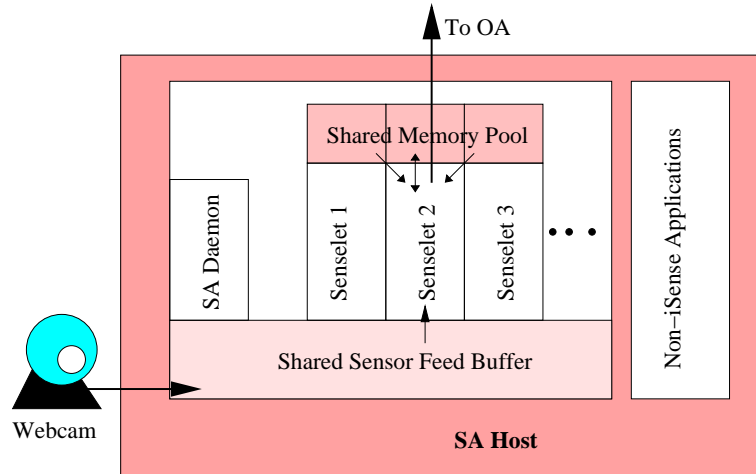 To OA
Shared Memory Pool
SA Daemon
Senselet 1
Senselet 2
Senselet 3
Non−iSense Applications
Shared Sensor Feed Buffer
Webcam
SA Host